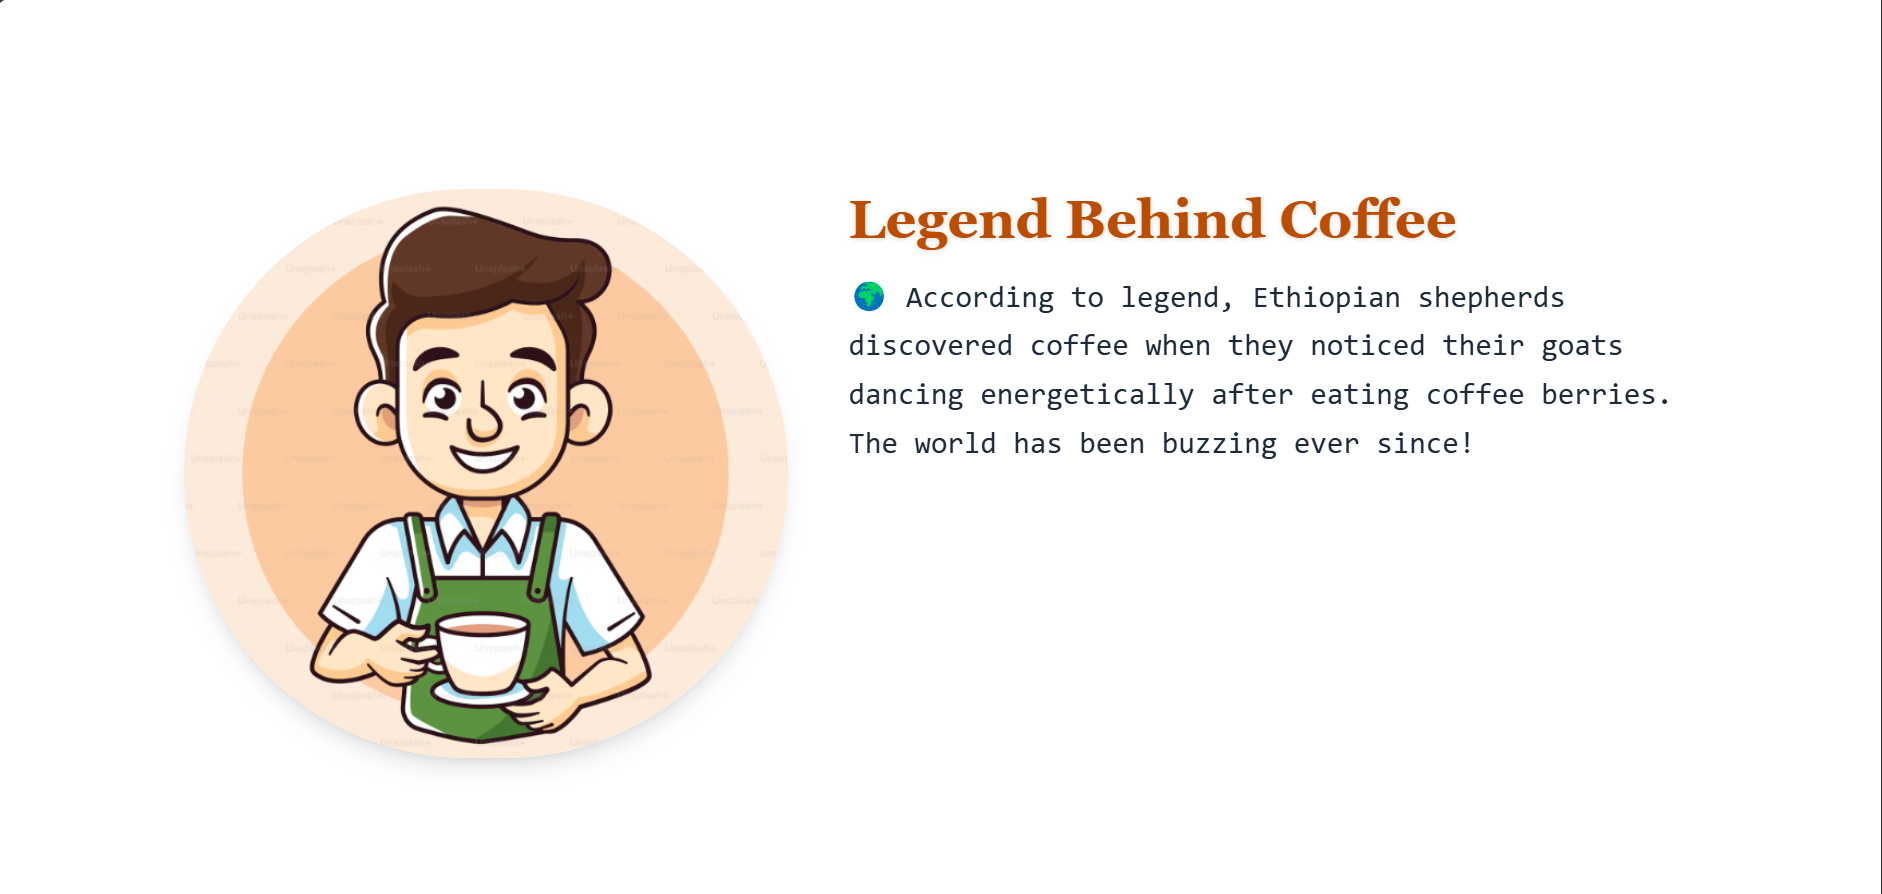 Legend Behind Coffee
🌍 According to legend, Ethiopian shepherds
discovered coffee when they noticed their goats
dancing energetically after eating coffee berries.
The world has been buzzing ever since!
Unsplash+